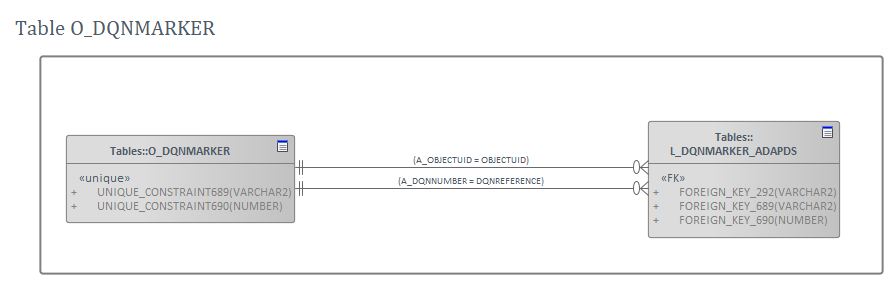 Table O_DQNMARKER
Tables::O_DQNMARKER
«unique»
+ UNIQUE_CONSTRAINT689(VARCHAR2)
+ UNIQUE_CONSTRAINT690(NUMBER)
(A_OBJECTUID = OBJECTUID)
(A_DQNNUMBER = DQNREFERENCE)
Tables::
L_DQNMARKER_ADAPDS
«FK»
+ FOREIGN_KEY_292(VARCHAR2)
+ FOREIGN_KEY_689(VARCHAR2)
+ FOREIGN_KEY_690(NUMBER)